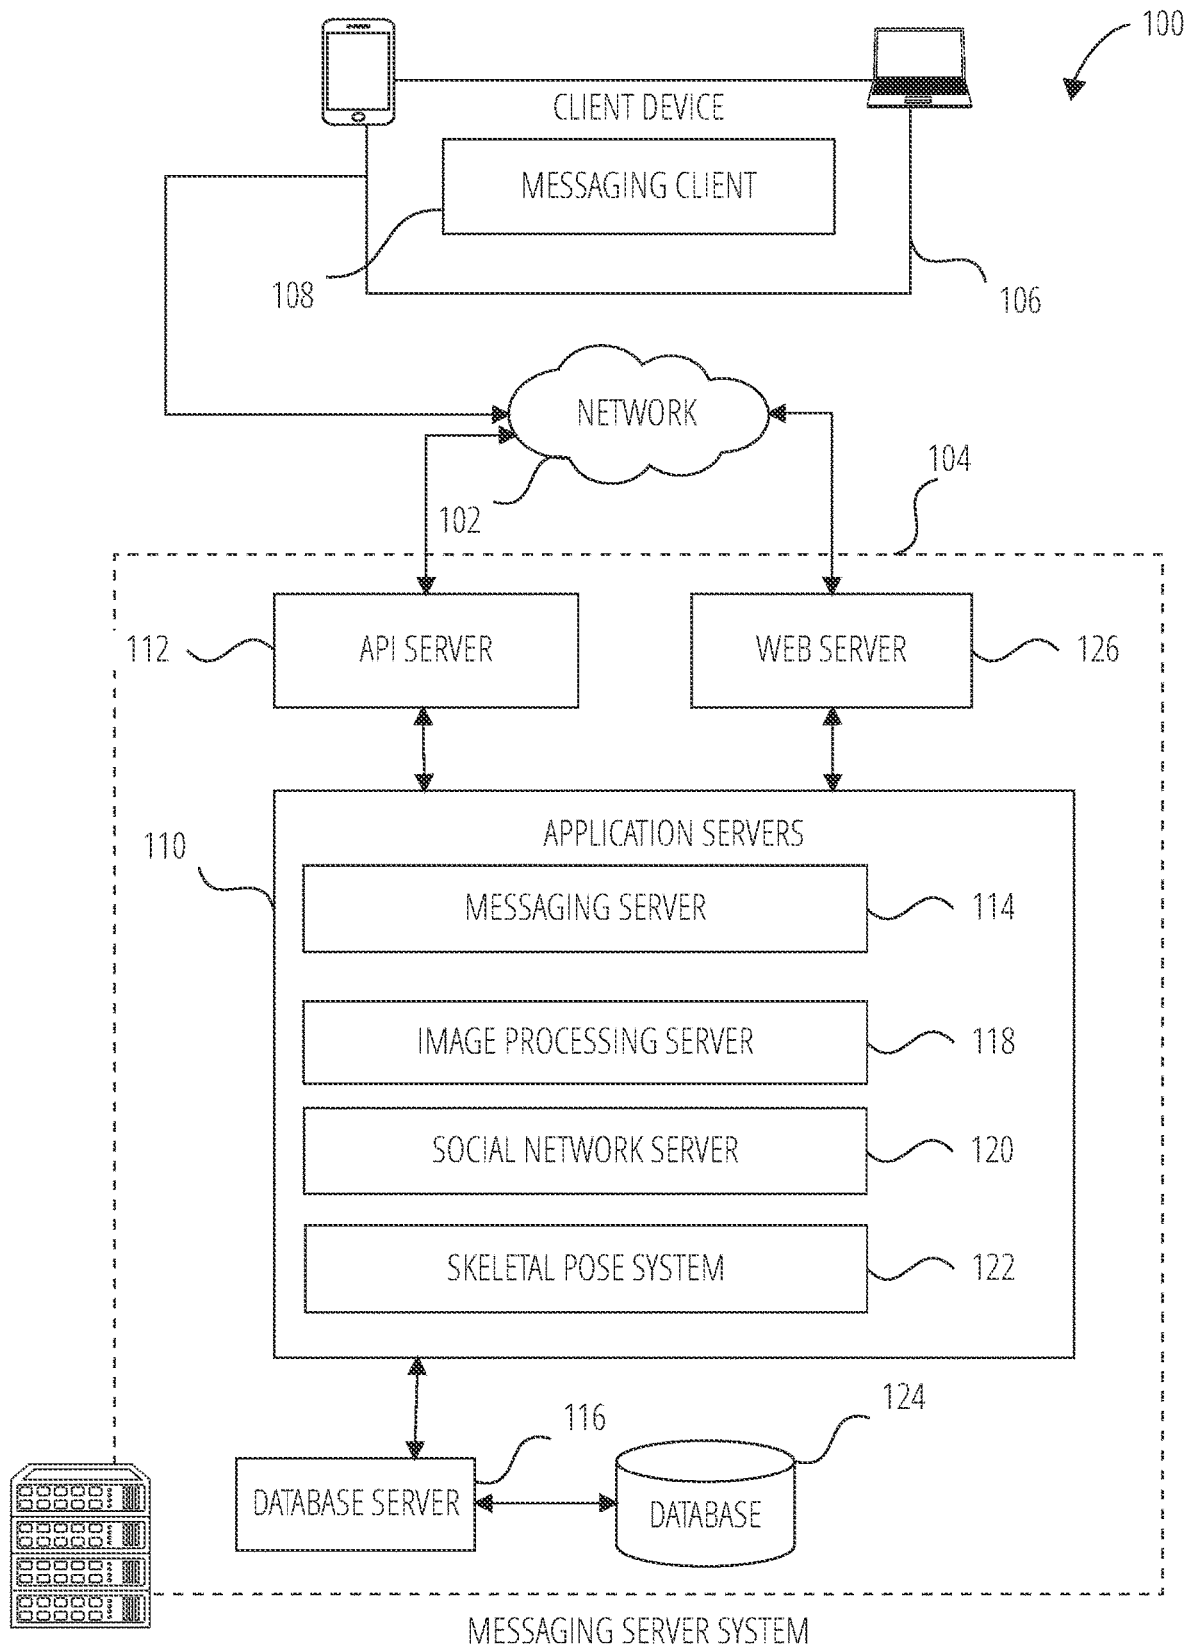 100
CLIENT DEVICE
MESSAGING CLIENT
108
106
NETWORK
102
104
112
API SERVER
WEB SERVER
126
110
APPLICATION SERVERS
MESSAGING SERVER
114
IMAGE PROCESSING SERVER
118
SOCIAL NETWORK SERVER
120
SKELETAL POSE SYSTEM
122
116
124
DATABASE SERVER
DATABASE
MESSAGING SERVER SYSTEM